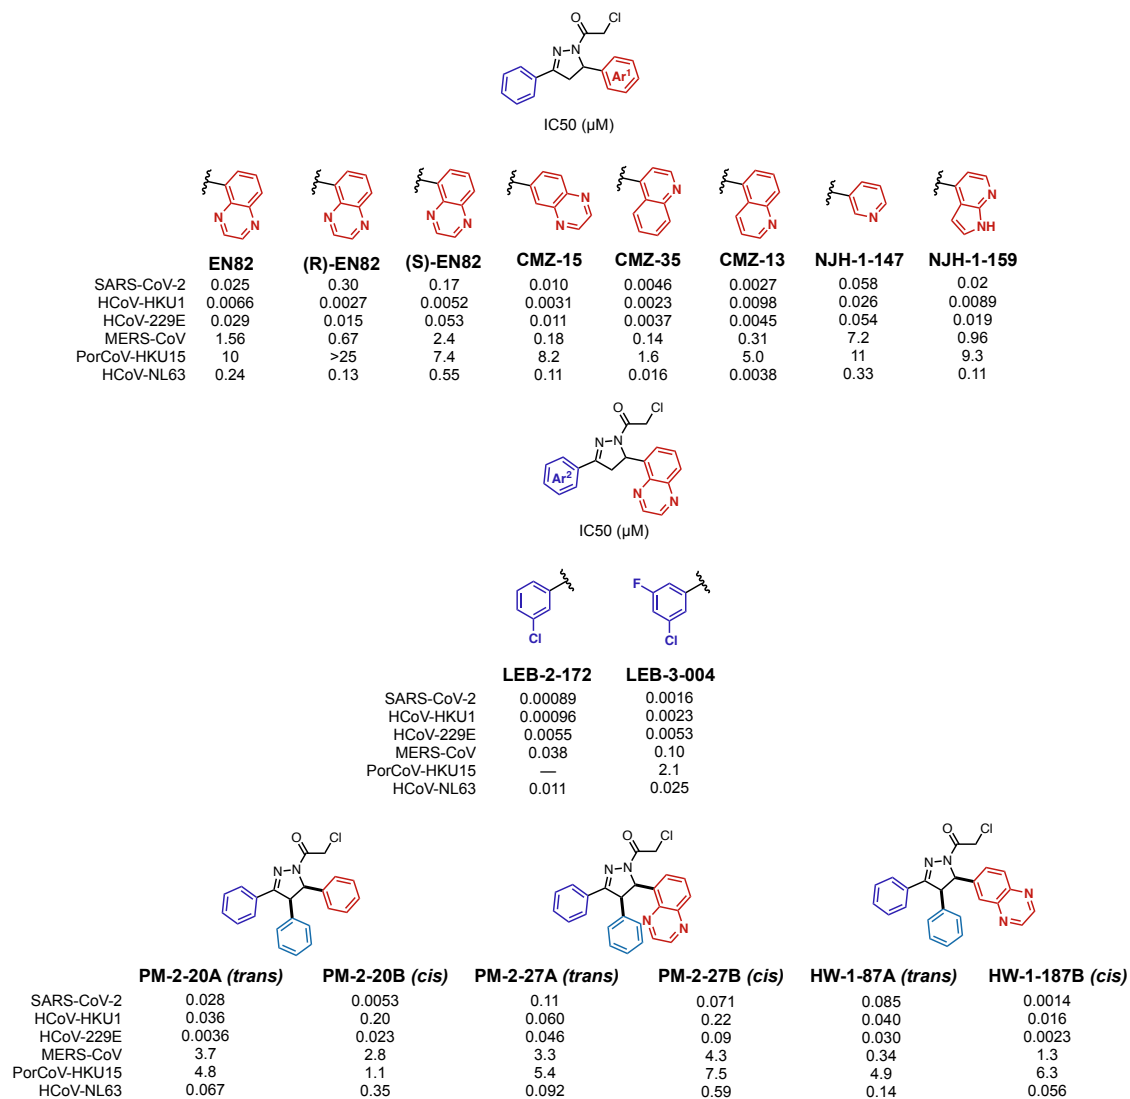 O Cl
N N
Ar¹
IC50 (µM)
N N N N N N N N N N N N N NH
EN82 (R)-EN82 (S)-EN82 CMZ-15 CMZ-35 CMZ-13 NJH-1-147 NJH-1-159
SARS-CoV-2 0.025 0.30 0.17 0.010 0.0046 0.0027 0.058 0.02
HCoV-HKU1 0.0066 0.0027 0.0052 0.0031 0.0023 0.0098 0.026 0.0089
HCoV-229E 0.029 0.015 0.053 0.011 0.0037 0.0045 0.054 0.019
MERS-CoV 1.56 0.67 2.4 0.18 0.14 0.31 7.2 0.96
PorCoV-HKU15 10 >25 7.4 8.2 1.6 5.0 11 9.3
HCoV-NL63 0.24 0.13 0.55 0.11 0.016 0.0038 0.33 0.11
O Cl
N N
Ar²
N N
IC50 (µM)
F
Cl Cl
LEB-2-172 LEB-3-004
SARS-CoV-2 0.00089 0.0016
HCoV-HKU1 0.00096 0.0023
HCoV-229E 0.0055 0.0053
MERS-CoV 0.038 0.10
PorCoV-HKU15 — 2.1
HCoV-NL63 0.011 0.025
O Cl O Cl O Cl
N N N N N N
N N N N
PM-2-20A (trans) PM-2-20B (cis) PM-2-27A (trans) PM-2-27B (cis) HW-1-87A (trans) HW-1-187B (cis)
SARS-CoV-2 0.028 0.0053 0.11 0.071 0.085 0.0014
HCoV-HKU1 0.036 0.20 0.060 0.22 0.040 0.016
HCoV-229E 0.0036 0.023 0.046 0.09 0.030 0.0023
MERS-CoV 3.7 2.8 3.3 4.3 0.34 1.3
PorCoV-HKU15 4.8 1.1 5.4 7.5 4.9 6.3
HCoV-NL63 0.067 0.35 0.092 0.59 0.14 0.056